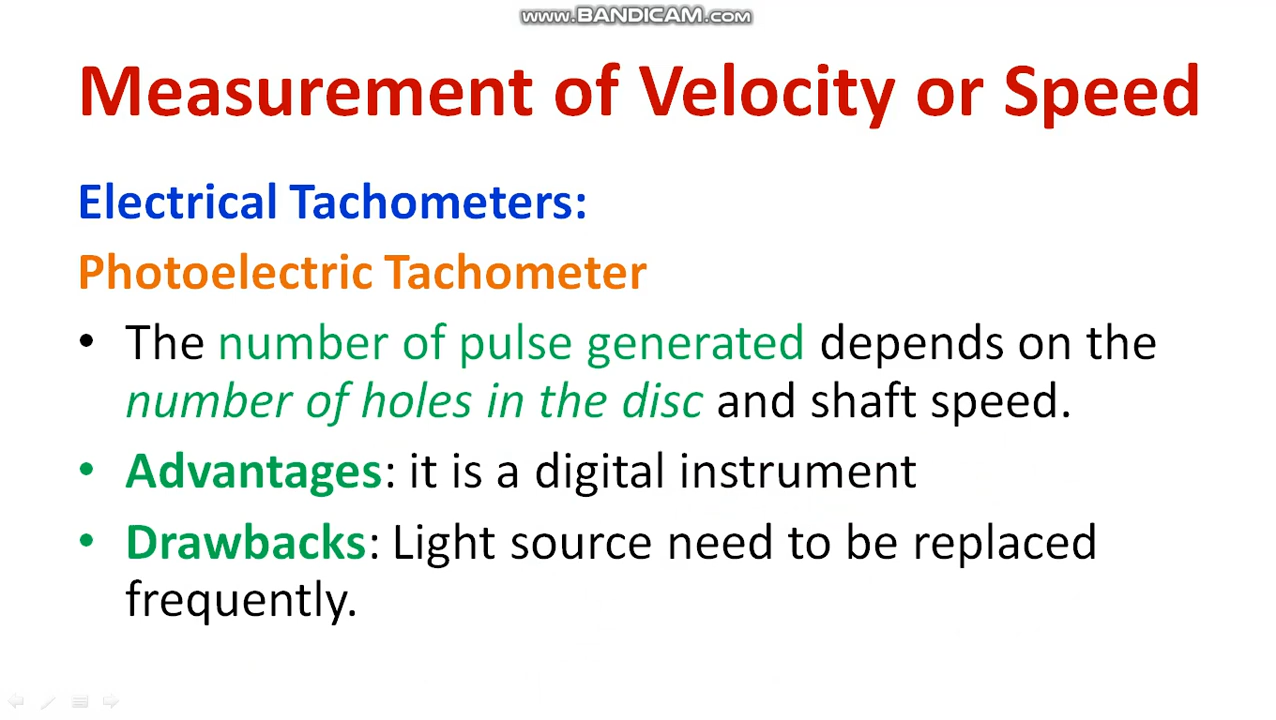 www.BANDICAM.com
Measurement of Velocity or Speed
Electrical Tachometers:
Photoelectric Tachometer
• The number of pulse generated depends on the
number of holes in the disc and shaft speed.
• Advantages: it is a digital instrument
• Drawbacks: Light source need to be replaced
frequently.